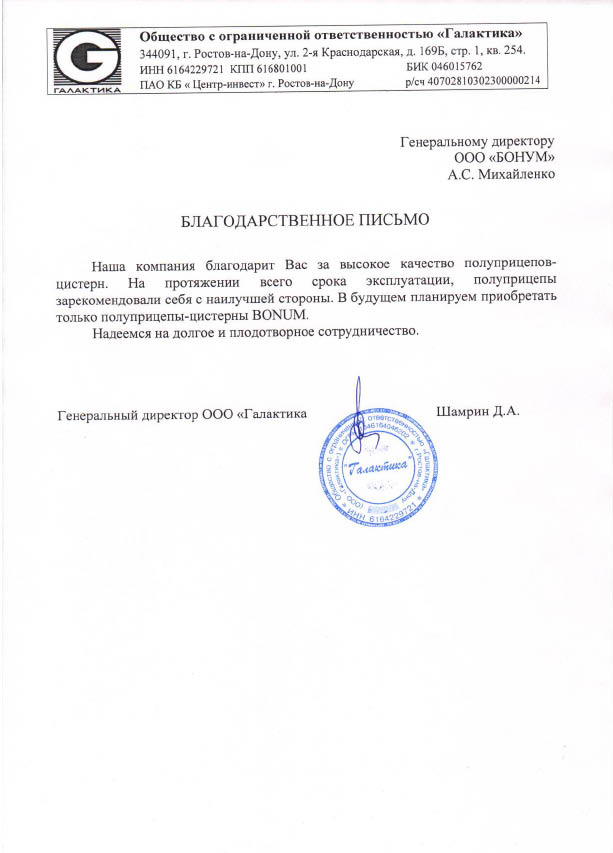 Общество с ограниченной ответственностью «Галактика»
344091, г. Ростов-на-Дону, ул. 2-я Краснодарская, д. 169Б, стр. 1, кв. 254.
ИНН 6164229721 КПП 616801001 БИК 046015762
ПАО КБ « Центр-инвест» г. Ростов-на-Дону р/сч 40702810302300000214
ГАЛАКТИКА
Генеральному директору
ООО «БОНУМ»
А.С. Михайленко
БЛАГОДАРСТВЕННОЕ ПИСЬМО
Наша компания благодарит Вас за высокое качество полуприцепов-
цистерн. На протяжении всего срока эксплуатации, полуприцепы
зарекомендовали себя с наилучшей стороны. В будущем планируем приобретать
только полуприцепы-цистерны BONUM.
Надеемся на долгое и плодотворное сотрудничество.
Генеральный директор ООО «Галактика Шамрин Д.А.
Общество с ограниченной ответственностью «Галактика»
ИНН 6164229721
г.Ростов-на-Дону
"Галактика"